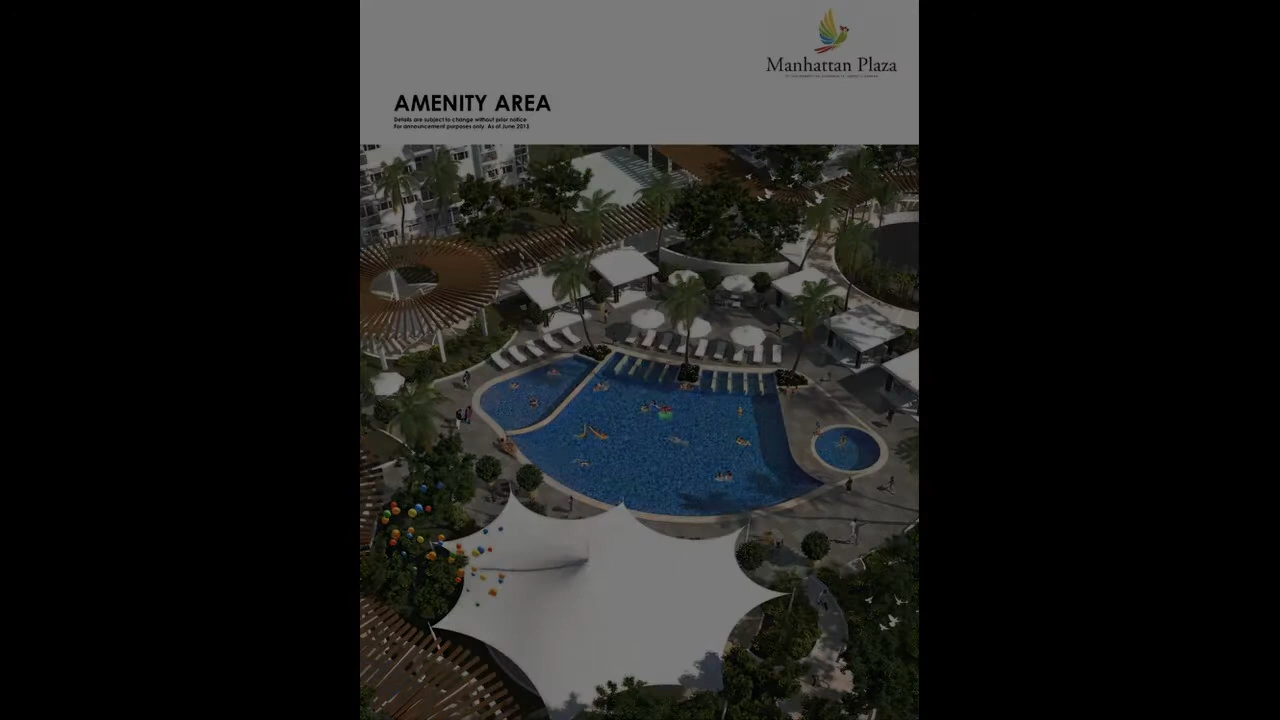 Manhattan Plaza
AMENITY AREA
Details are subject to change without prior notice
For announcement purposes only. As of June 2015